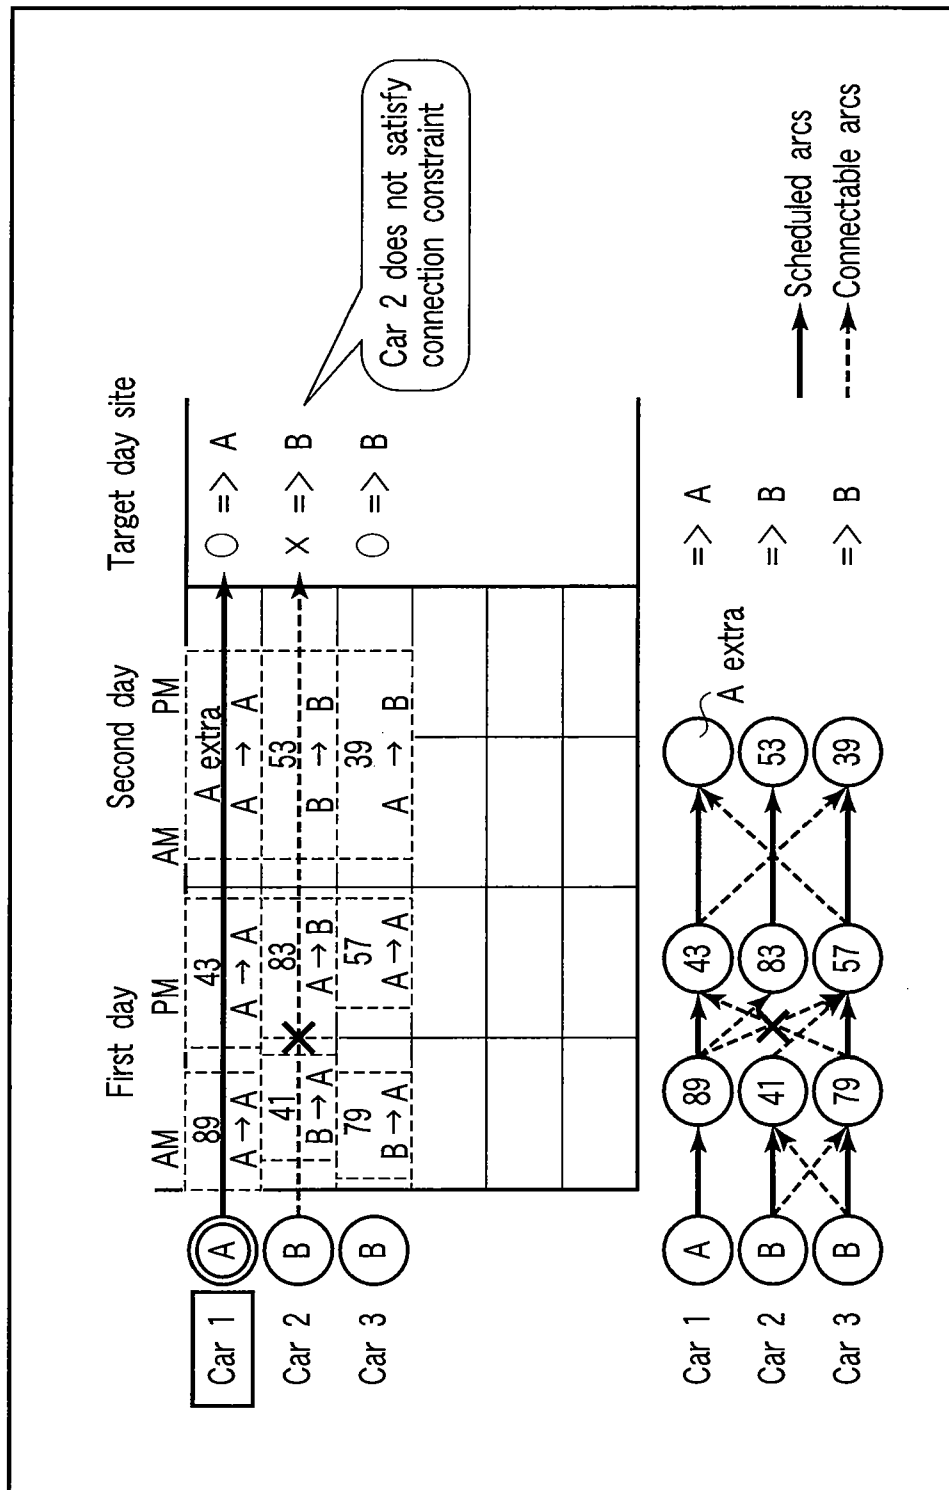 First day Second day Target day site
AM PM AM PM
Car 1 A 89 43 A extra ○ => A
A→A A→A A → A
Car 2 B 41 83 53 × => B
B→A A→B B → B
Car 3 B 79 57 39 ○ => B
B→A A→A A → B
Car 2 does not satisfy
connection constraint
Car 1 A 89 43 => A
A extra
Car 2 B 41 83 53 => B
Car 3 B 79 57 39 => B
Scheduled arcs
Connectable arcs